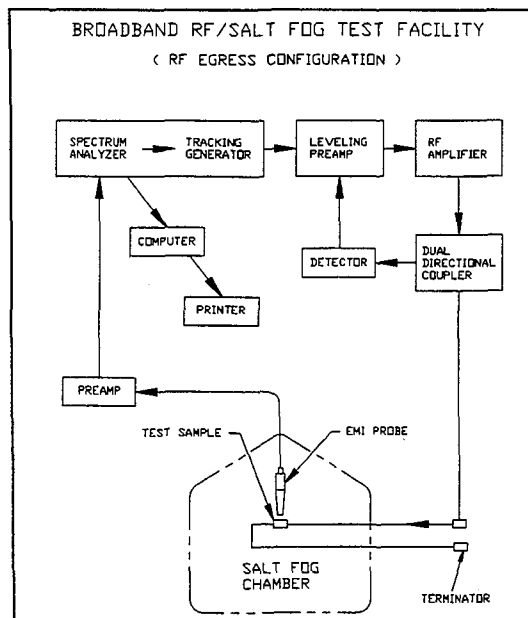 BROADBAND RF/SALT FOG TEST FACILITY
( RF EGRESS CONFIGURATION )
SPECTRUM
ANALYZER
TRACKING
GENERATOR
LEVELING
PREAMP
RF
AMPLIFIER
COMPUTER
DETECTOR
DUAL
DIRECTIONAL
COUPLER
PRINTER
PREAMP
TEST SAMPLE
EMI PROBE
SALT FOG
CHAMBER
TERMINATOR